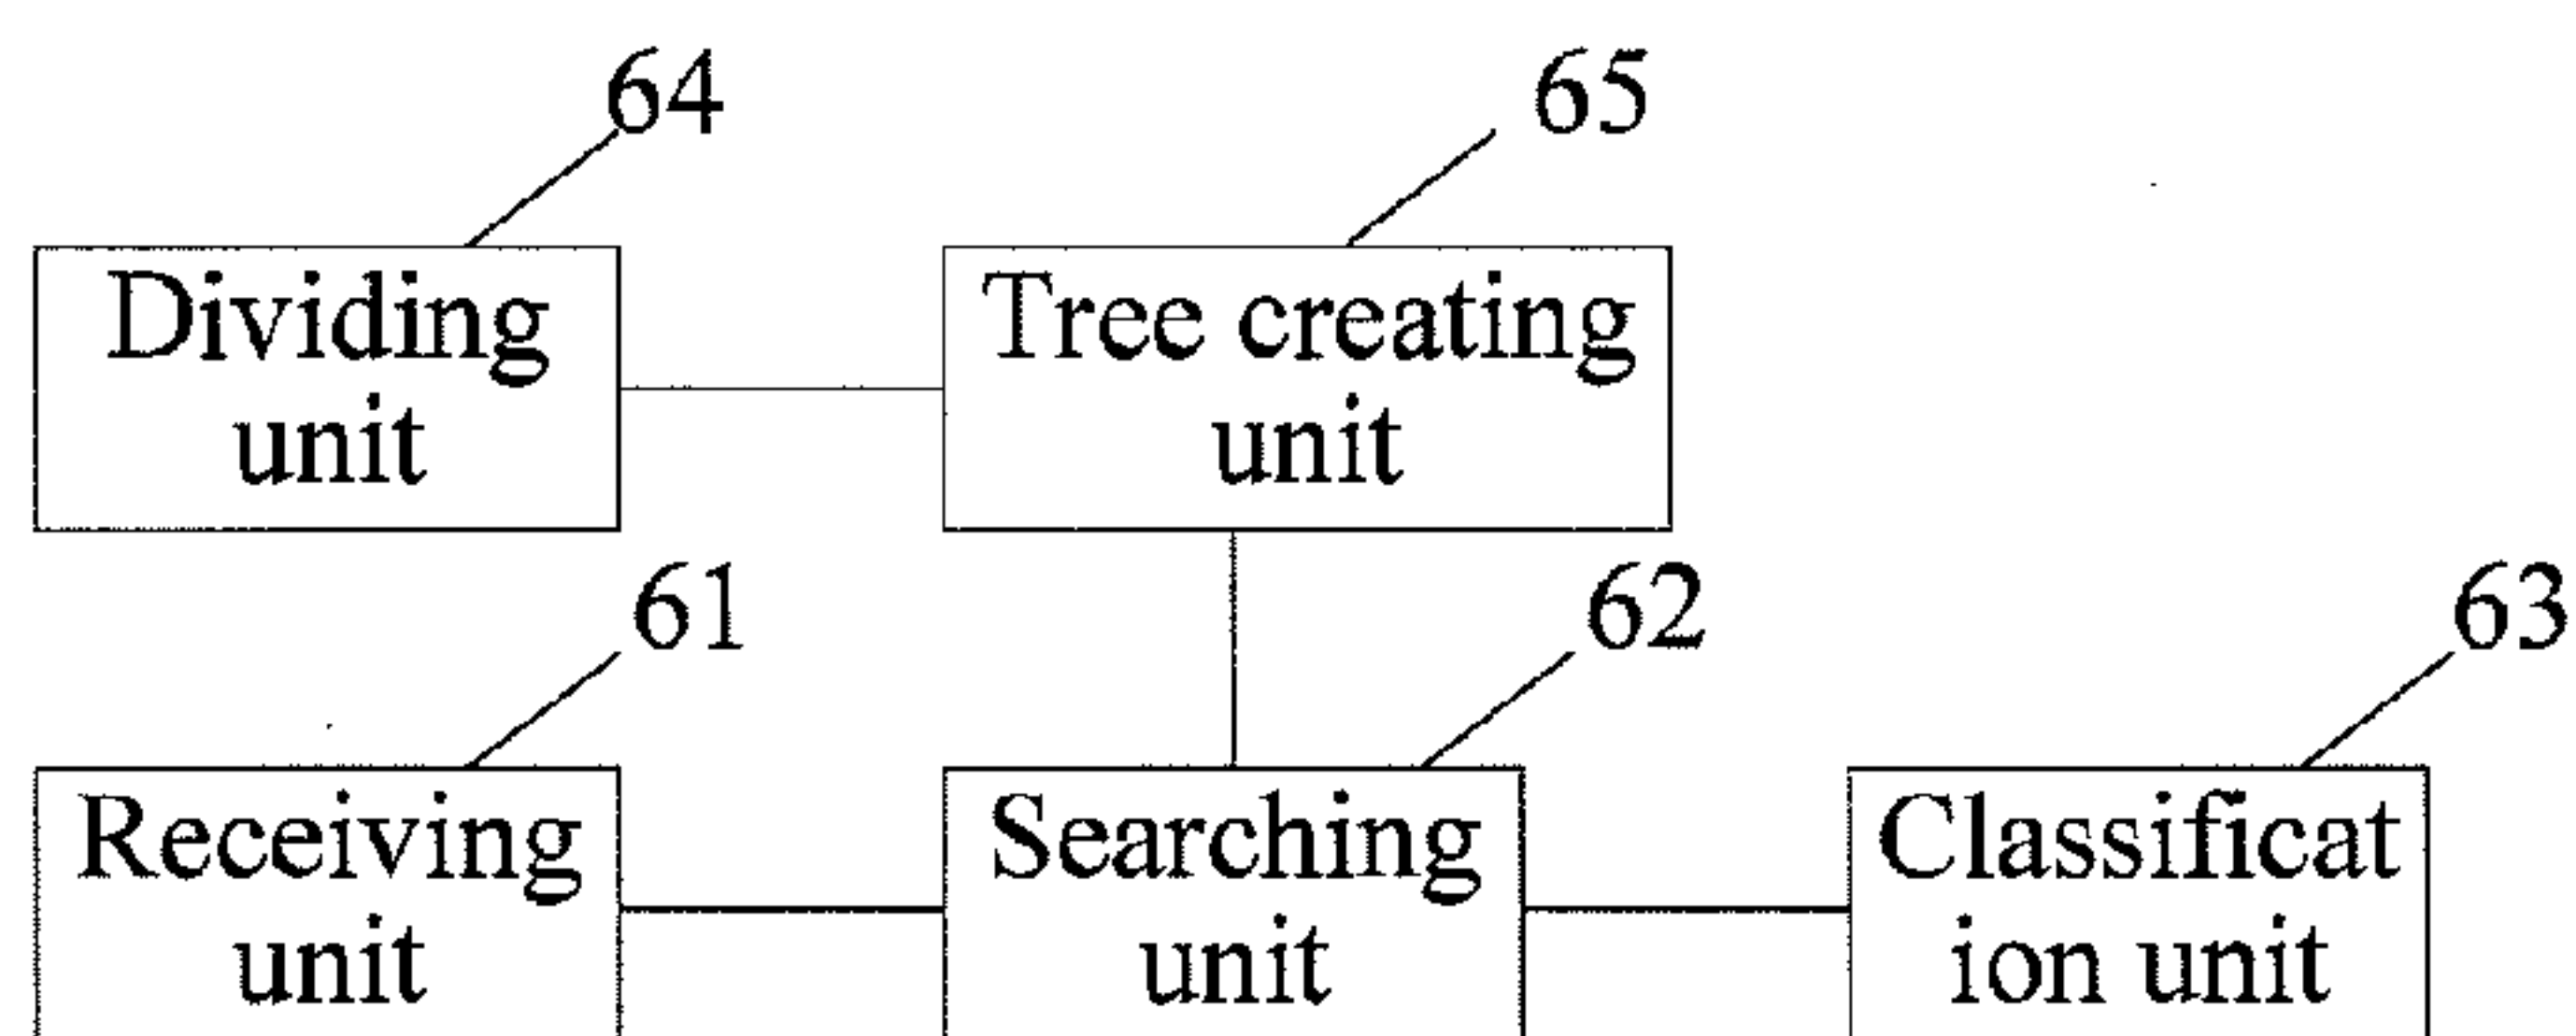 64
65
Dividing
unit
Tree creating
unit
61
62
63
Receiving
unit
Searching
unit
Classificat
ion unit